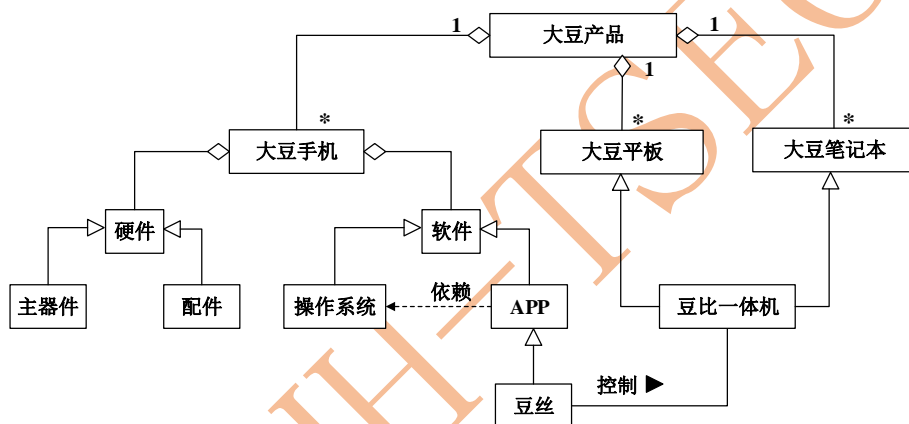 大豆产品
1
1
1
*
*
*
大豆手机
大豆平板
大豆笔记本
硬件
软件
主器件
配件
操作系统
依赖
APP
豆比一体机
控制 ▶
豆丝
JH-TSEC